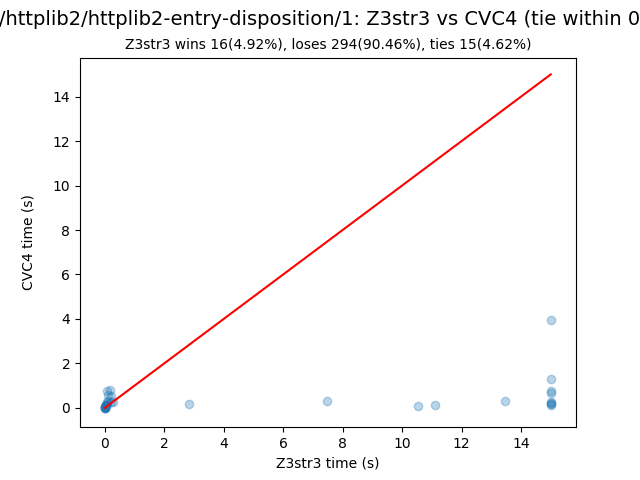 /httplib2/httplib2-entry-disposition/1: Z3str3 vs CVC4 (tie within 0
Z3str3 wins 16(4.92%), loses 294(90.46%), ties 15(4.62%)
14
12
10
8
6
4
2
0
CVC4 time (s)
0 2 4 6 8 10 12 14
Z3str3 time (s)